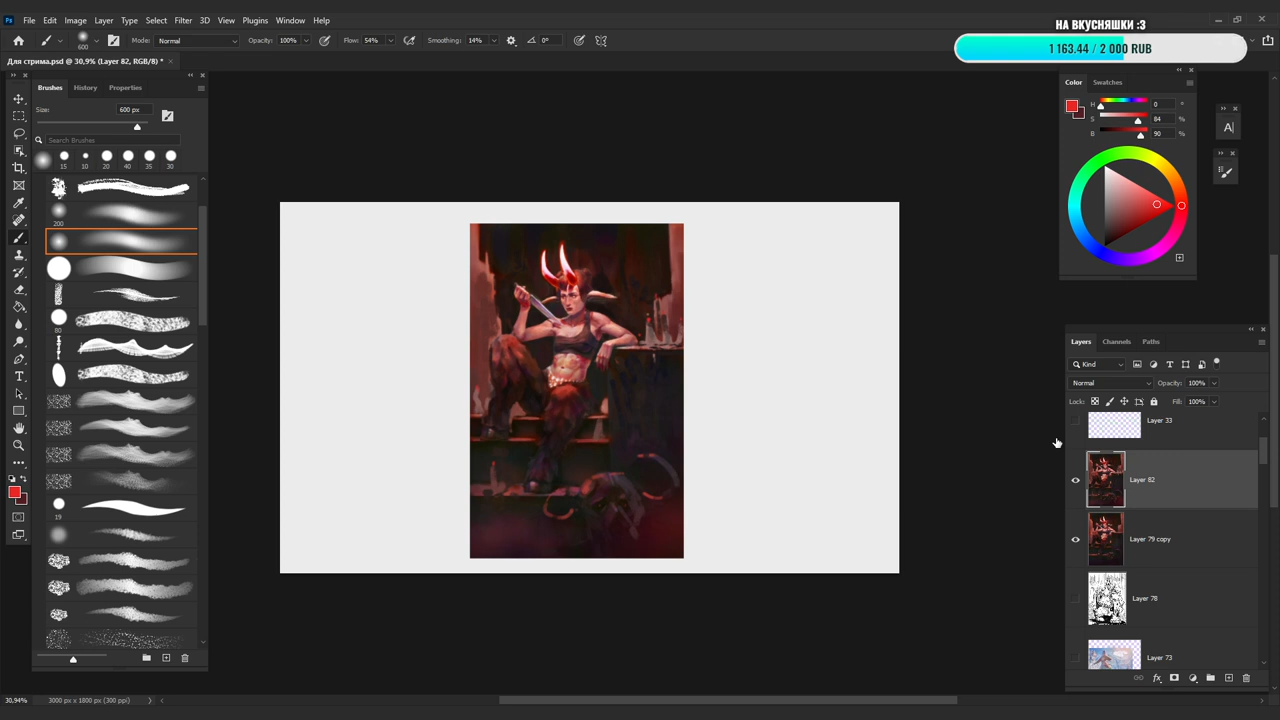 НА ВКУСНЯШКИ :3
File Edit Image Layer Type Select Filter 3D View Plugins Window Help
Mode: Normal Opacity: 100% Flow: 54% Smoothing: 14% 0°
600
1 163.44 / 2 000 RUB
Для стрима.psd @ 30,9% (Layer 82, RGB/8) *
Brushes History Properties
Size: 600 px
Search Brushes
15 10 20 40 35 30
200
80
19
Color Swatches
H 0 °
S 84 %
B 90 %
A|
Layers Channels Paths
Kind
Normal Opacity: 100%
Lock: Fill: 100%
Layer 33
Layer 82
Layer 79 copy
Layer 78
Layer 73
fx
30,94% 3000 px x 1800 px (300 ppi)